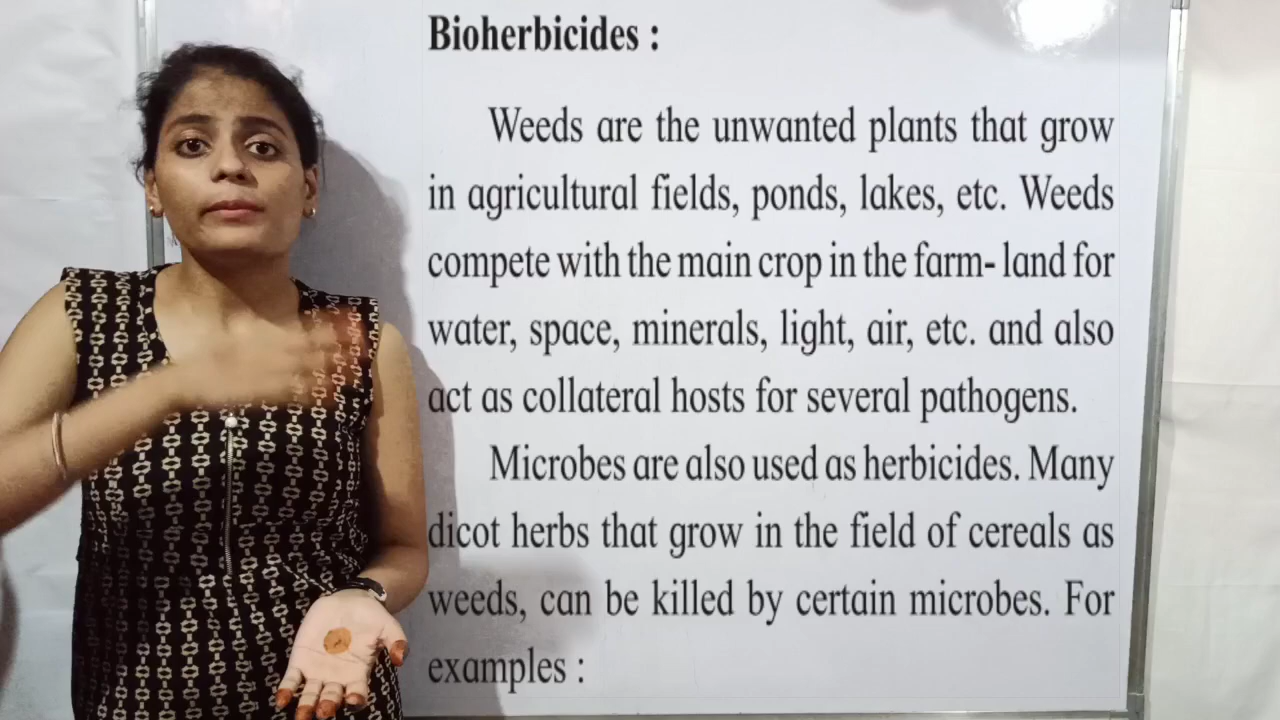 Bioherbicides :
Weeds are the unwanted plants that grow
in agricultural fields, ponds, lakes, etc. Weeds
compete with the main crop in the farm- land for
water, space, minerals, light, air, etc. and also
act as collateral hosts for several pathogens.
Microbes are also used as herbicides. Many
dicot herbs that grow in the field of cereals as
weeds, can be killed by certain microbes. For
examples :